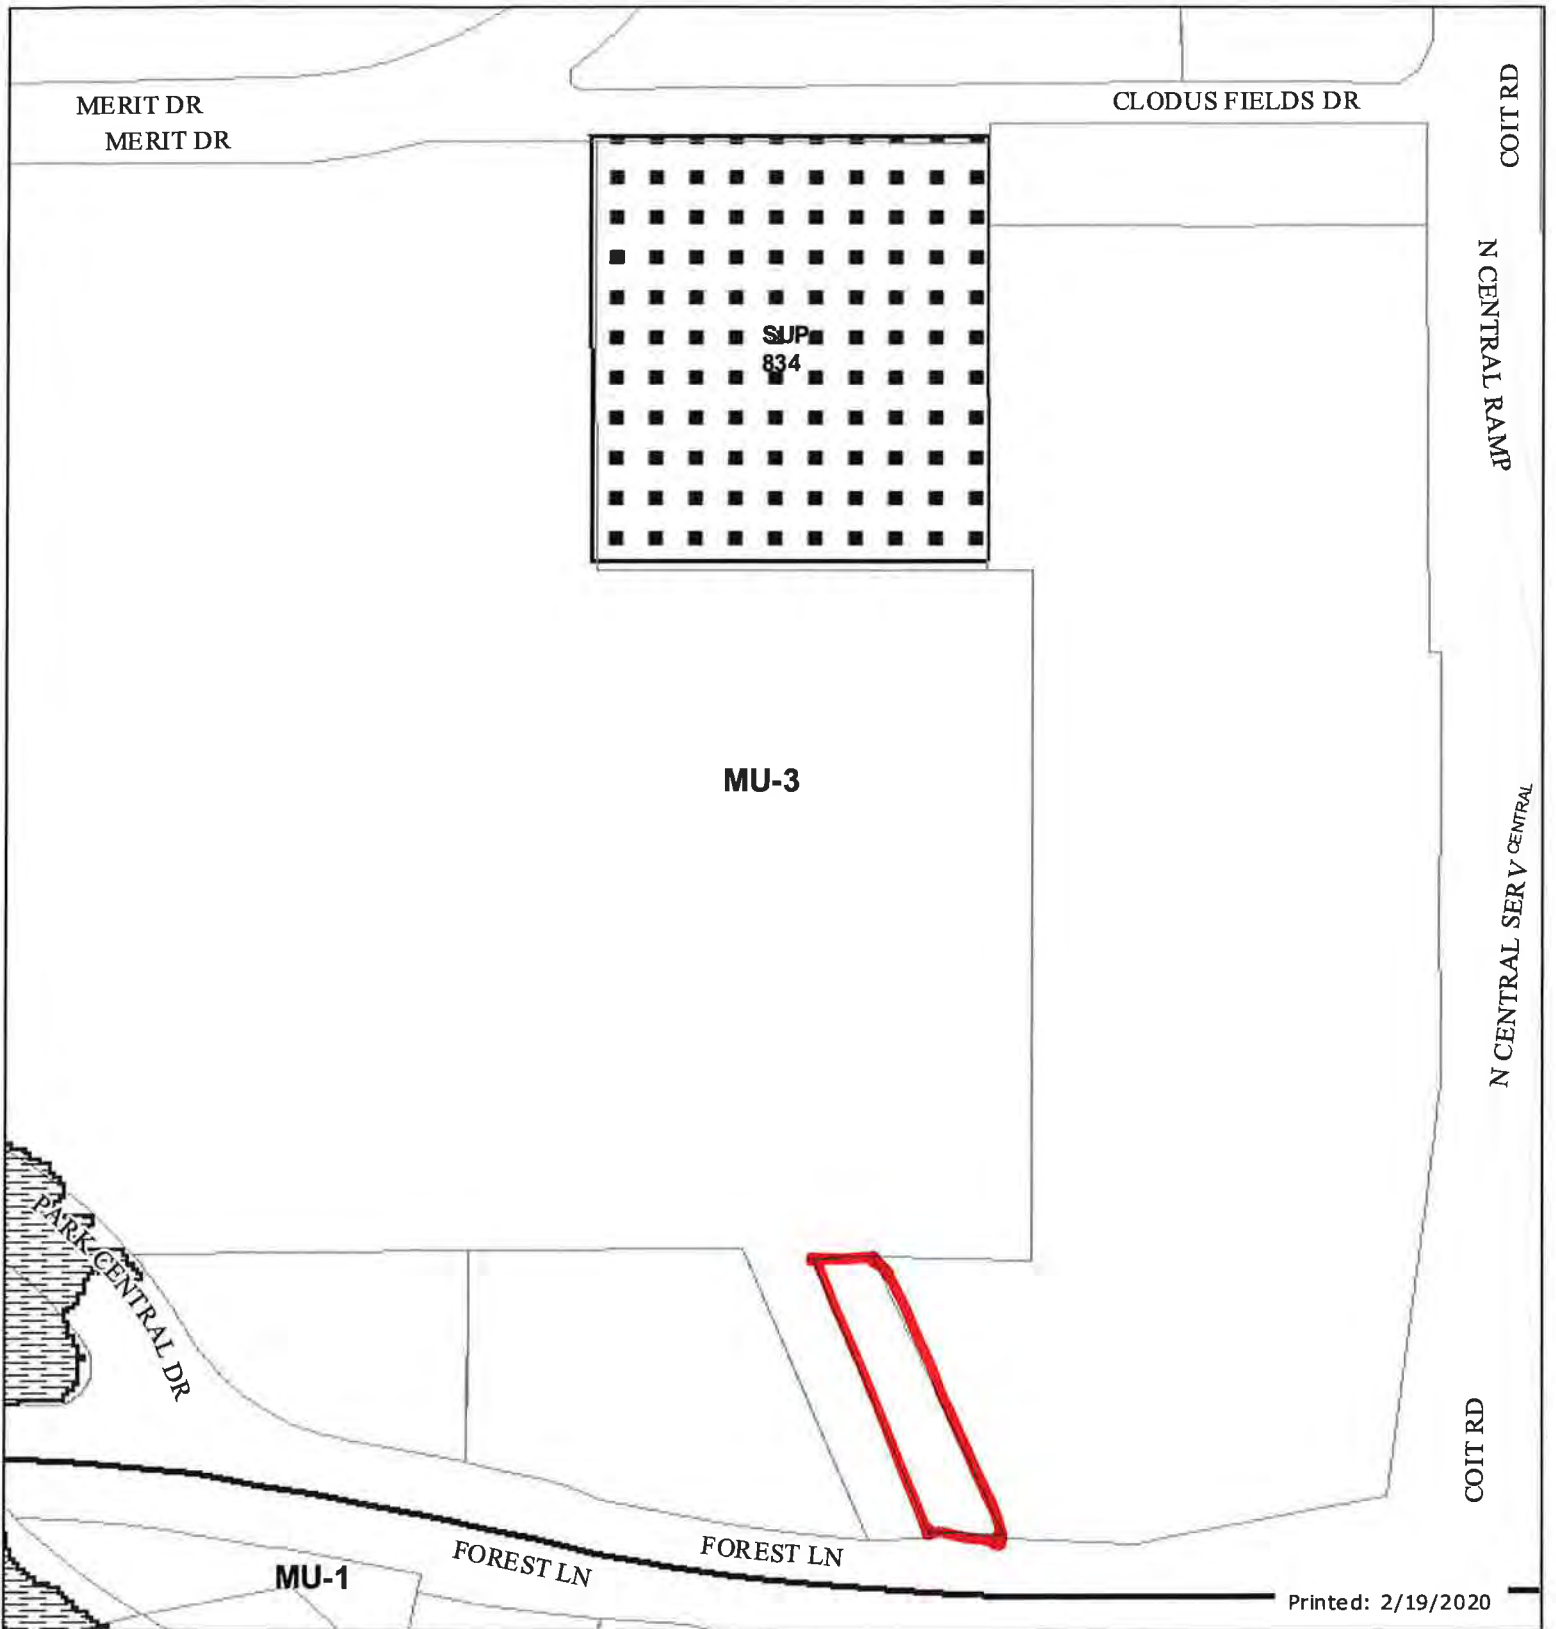 MERIT DR
MERIT DR
CLODUS FIELDS DR
COIT RD
N CENTRAL RAMP
SUP
834
MU-3
CENTRAL
N CENTRAL SERV
PARK CENTRAL DR
COIT RD
FOREST LN
FOREST LN
MU-1
Printed: 2/19/2020